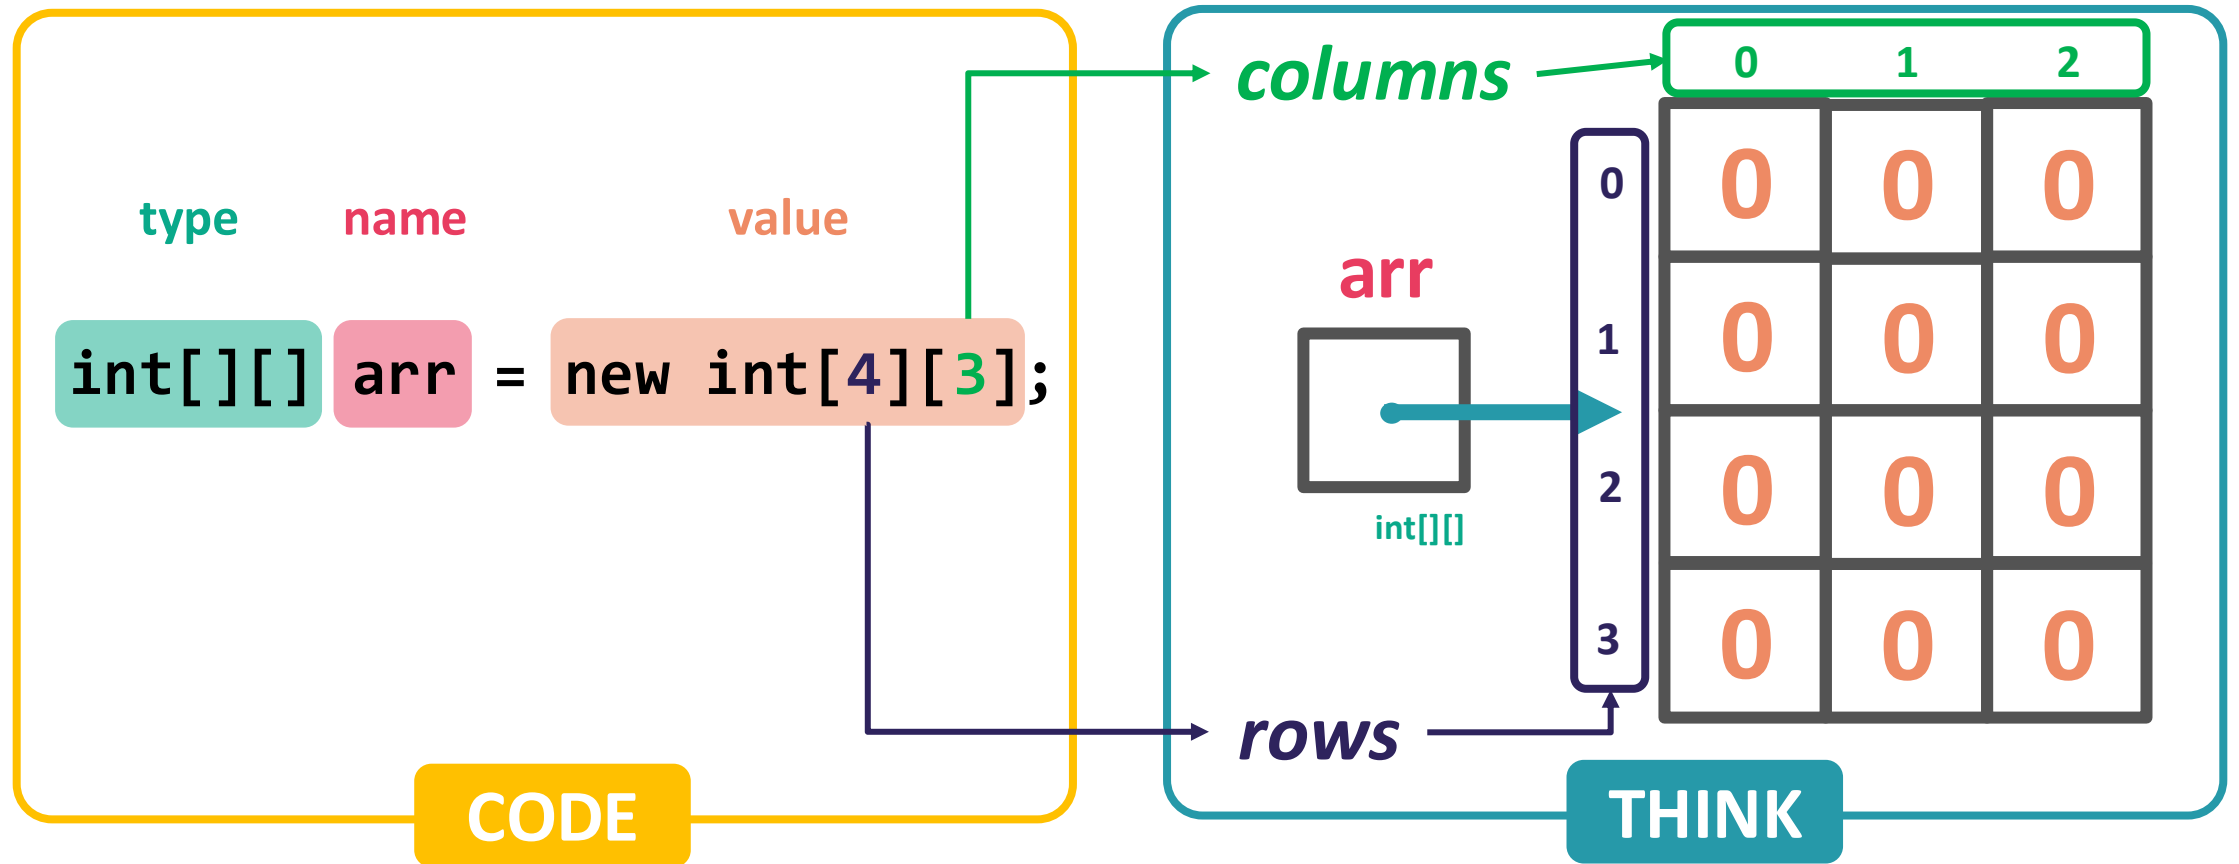 type name value
int[][] arr = new int[4][3];
CODE
columns
0 1 2
arr
int[][]
0
1
2
3
0 0 0
0 0 0
0 0 0
0 0 0
rows
THINK